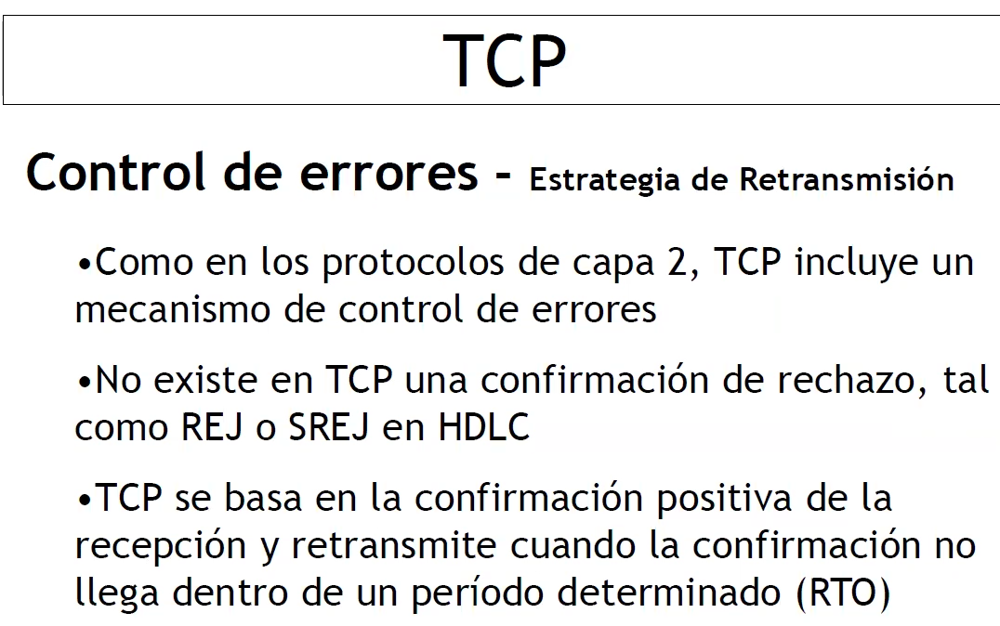 TCP
Control de errores - Estrategia de Retransmisión
•Como en los protocolos de capa 2, TCP incluye un
mecanismo de control de errores
•No existe en TCP una confirmación de rechazo, tal
como REJ o SREJ en HDLC
•TCP se basa en la confirmación positiva de la
recepción y retransmite cuando la confirmación no
llega dentro de un período determinado (RTO)